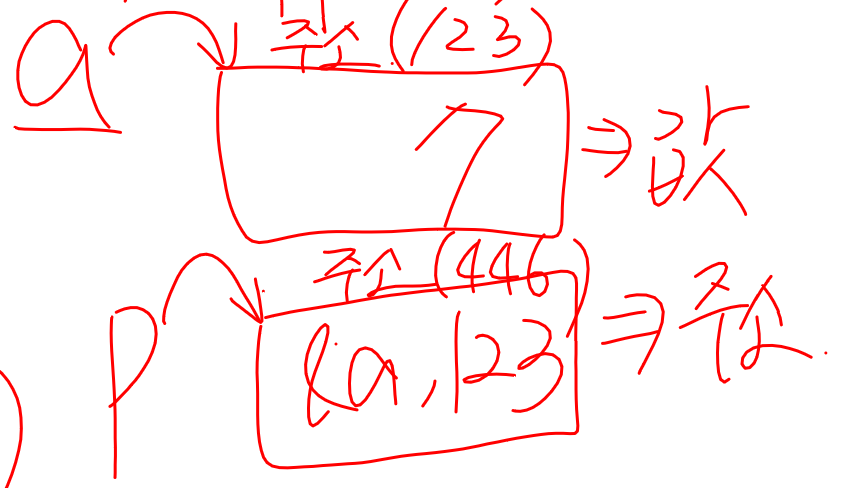 주소 (123)
a 7 ⇒ 값
주소 (446)
p &a, 123 ⇒ 주소.